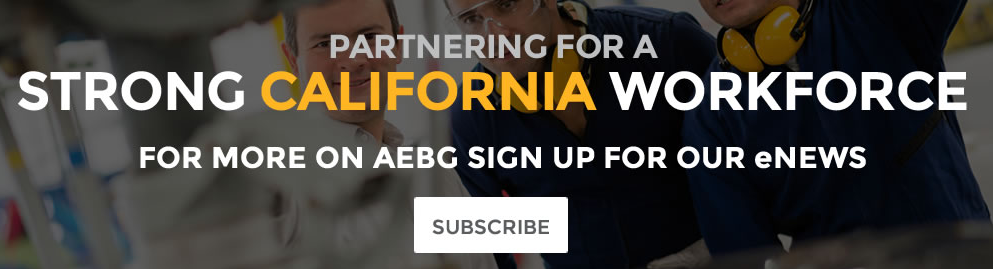 PARTNERING FOR A
STRONG CALIFORNIA WORKFORCE
FOR MORE ON AEBG SIGN UP FOR OUR eNEWS
SUBSCRIBE